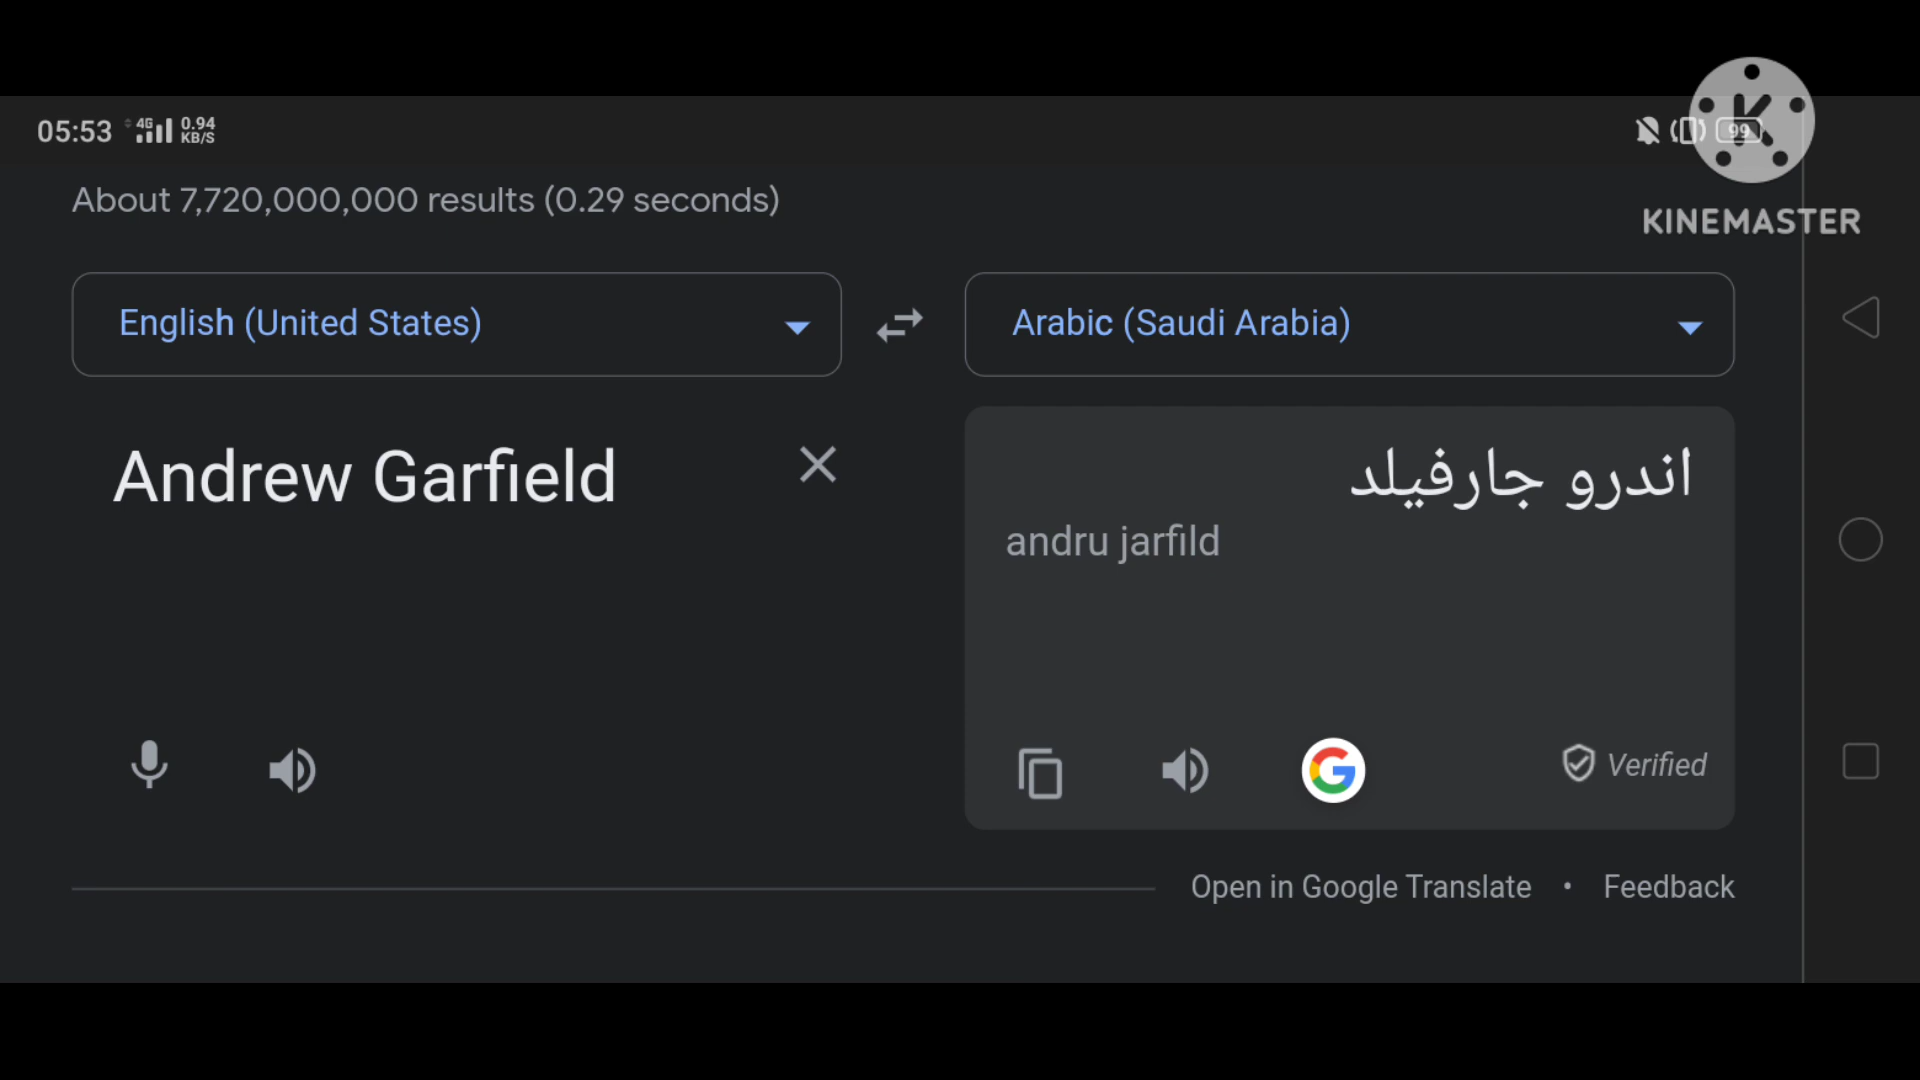 05:53 4G 0.94 KB/S 99
KINEMASTER
About 7,720,000,000 results (0.29 seconds)
English (United States)
Arabic (Saudi Arabia)
Andrew Garfield
اندرو جارفيلد
andru jarfild
Verified
Open in Google Translate • Feedback